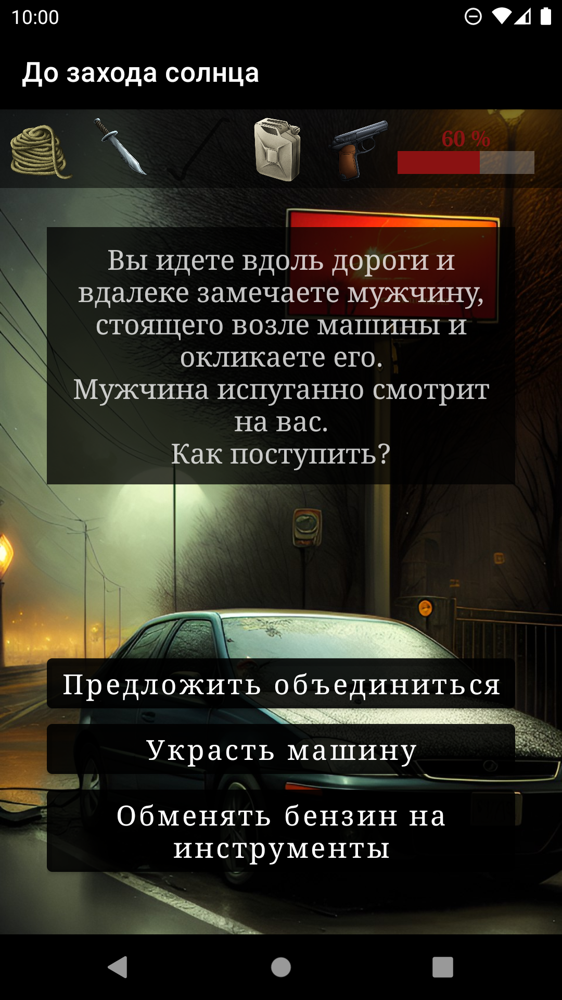 10:00
До захода солнца
60 %
Вы идете вдоль дороги и
вдалеке замечаете мужчину,
стоящего возле машины и
окликаете его.
Мужчина испуганно смотрит
на вас.
Как поступить?
Предложить объединиться
Украсть машину
Обменять бензин на
инструменты